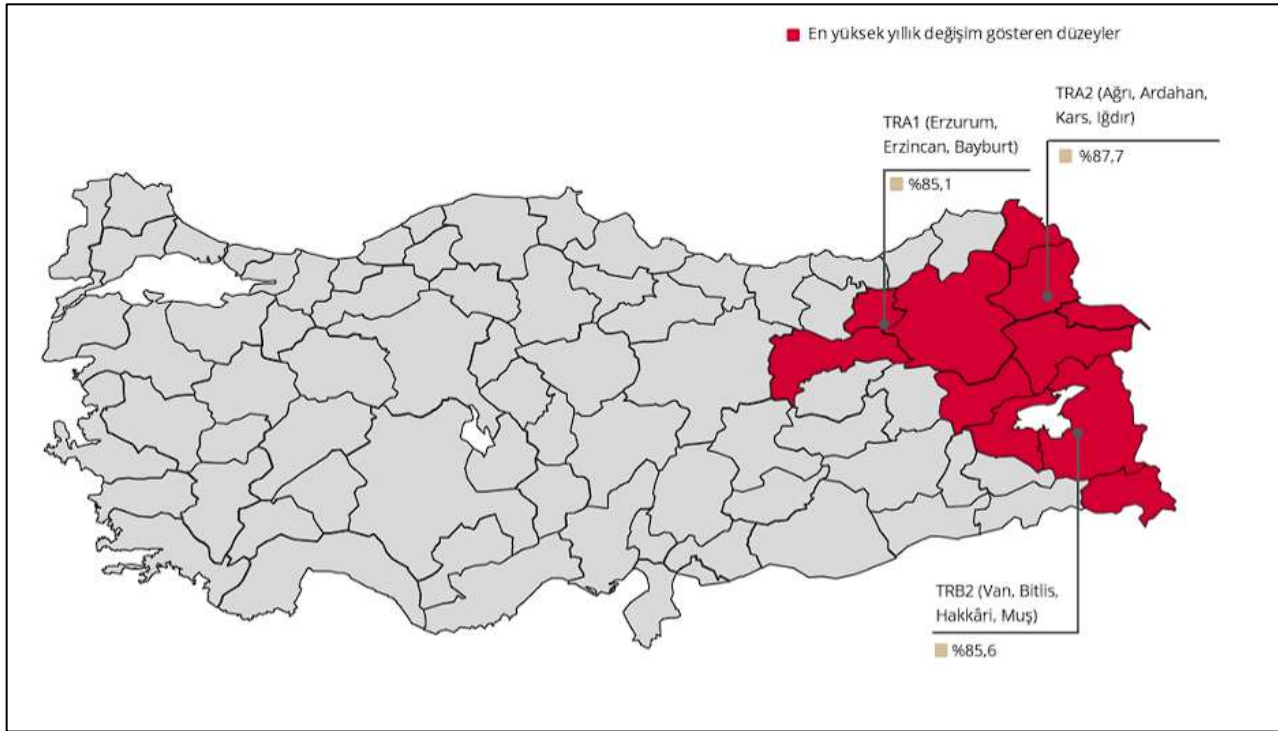 En yüksek yıllık değişim gösteren düzeyler
TRA2 (Ağrı, Ardahan,
Kars, Iğdır)
%87,7
TRA1 (Erzurum,
Erzincan, Bayburt)
%85,1
TRB2 (Van, Bitlis,
Hakkâri, Muş)
%85,6